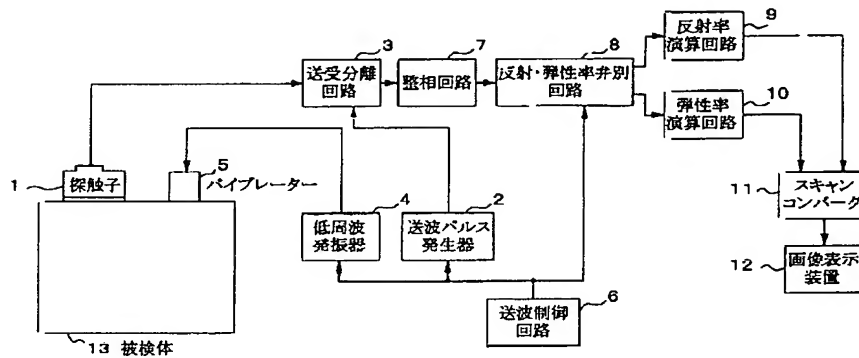 3
送受分離
回路
7
整相回路
8
反射・弾性率弁別
回路
反射率
演算回路
9
弾性率
演算回路
10
1
探触子
5
バイブレーター
4
低周波
発振器
2
送波パルス
発生器
11
スキャン
コンバータ
12
画像表示
装置
6
送波制御
回路
13 被検体